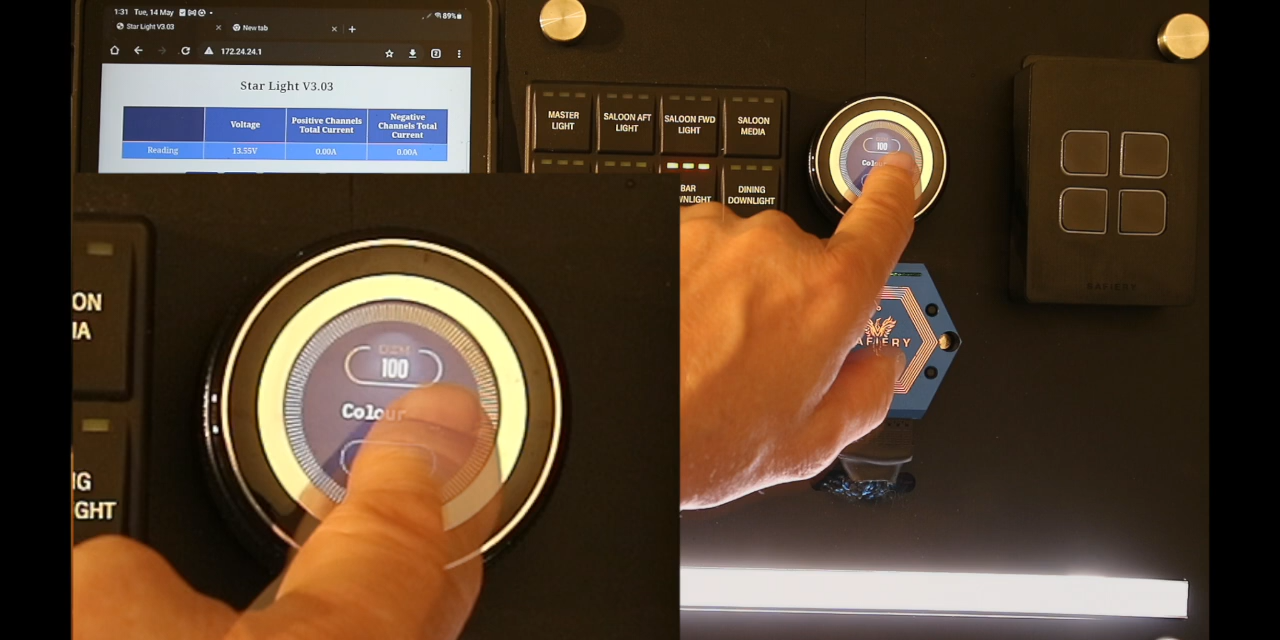 1:31 Tue, 14 May
89%
Star Light V3.03
New tab
172.24.24.1
Star Light V3.03
Voltage
Positive Channels
Total Current
Negative
Channels Total
Current
Reading
13.55V
0.00A
0.00A
MASTER
LIGHT
SALOON AFT
LIGHT
SALOON FWD
LIGHT
SALOON
MEDIA
BAR
WNLIGHT
DINING
DOWNLIGHT
100
Colou
SAFIERY
AFIERY
ON
IA
IG
GHT
100
Colour